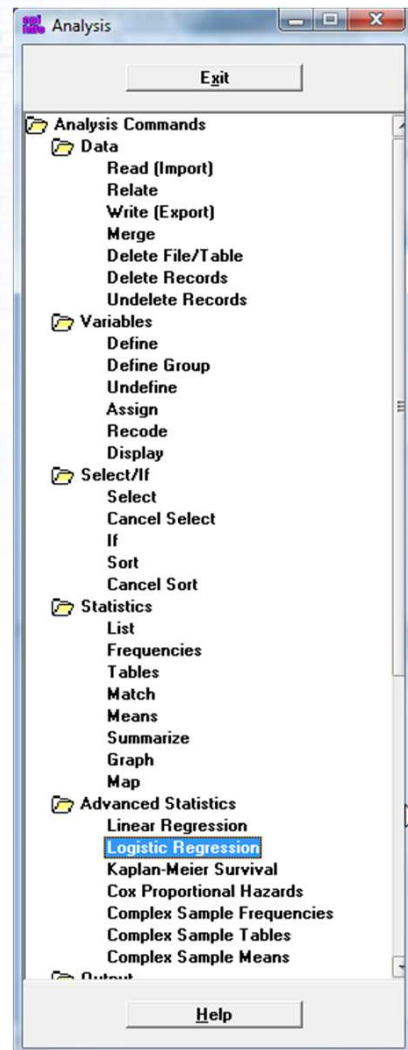 epi info Analysis
Exit
Analysis Commands
Data
Read (Import)
Relate
Write (Export)
Merge
Delete File/Table
Delete Records
Undelete Records
Variables
Define
Define Group
Undefine
Assign
Recode
Display
Select/If
Select
Cancel Select
If
Sort
Cancel Sort
Statistics
List
Frequencies
Tables
Match
Means
Summarize
Graph
Map
Advanced Statistics
Linear Regression
Logistic Regression
Kaplan-Meier Survival
Cox Proportional Hazards
Complex Sample Frequencies
Complex Sample Tables
Complex Sample Means
Output
Help